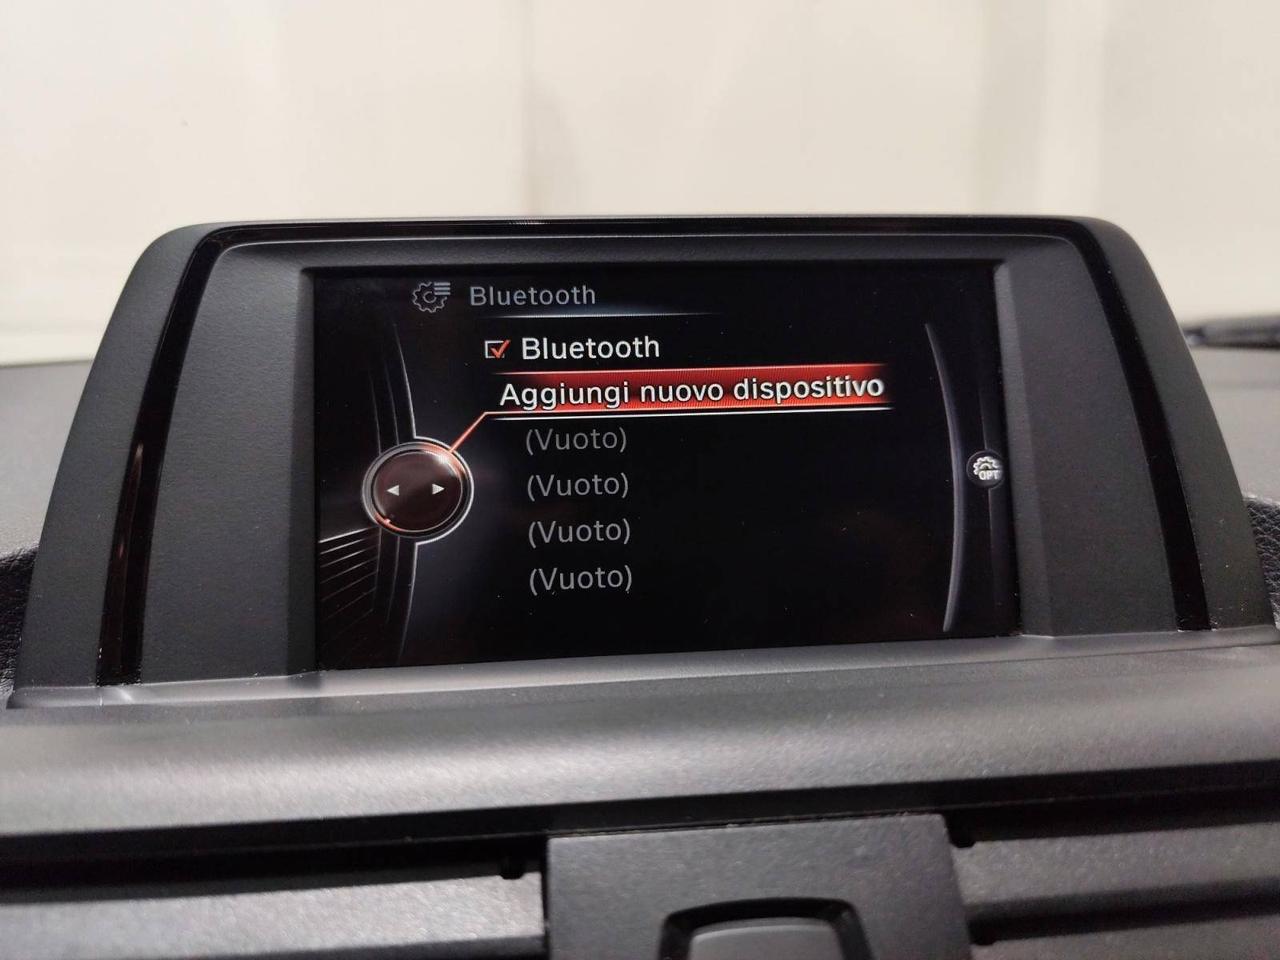 Bluetooth
Bluetooth
Aggiungi nuovo dispositivo
(Vuoto)
(Vuoto)
OPT
(Vuoto)
(Vuoto)